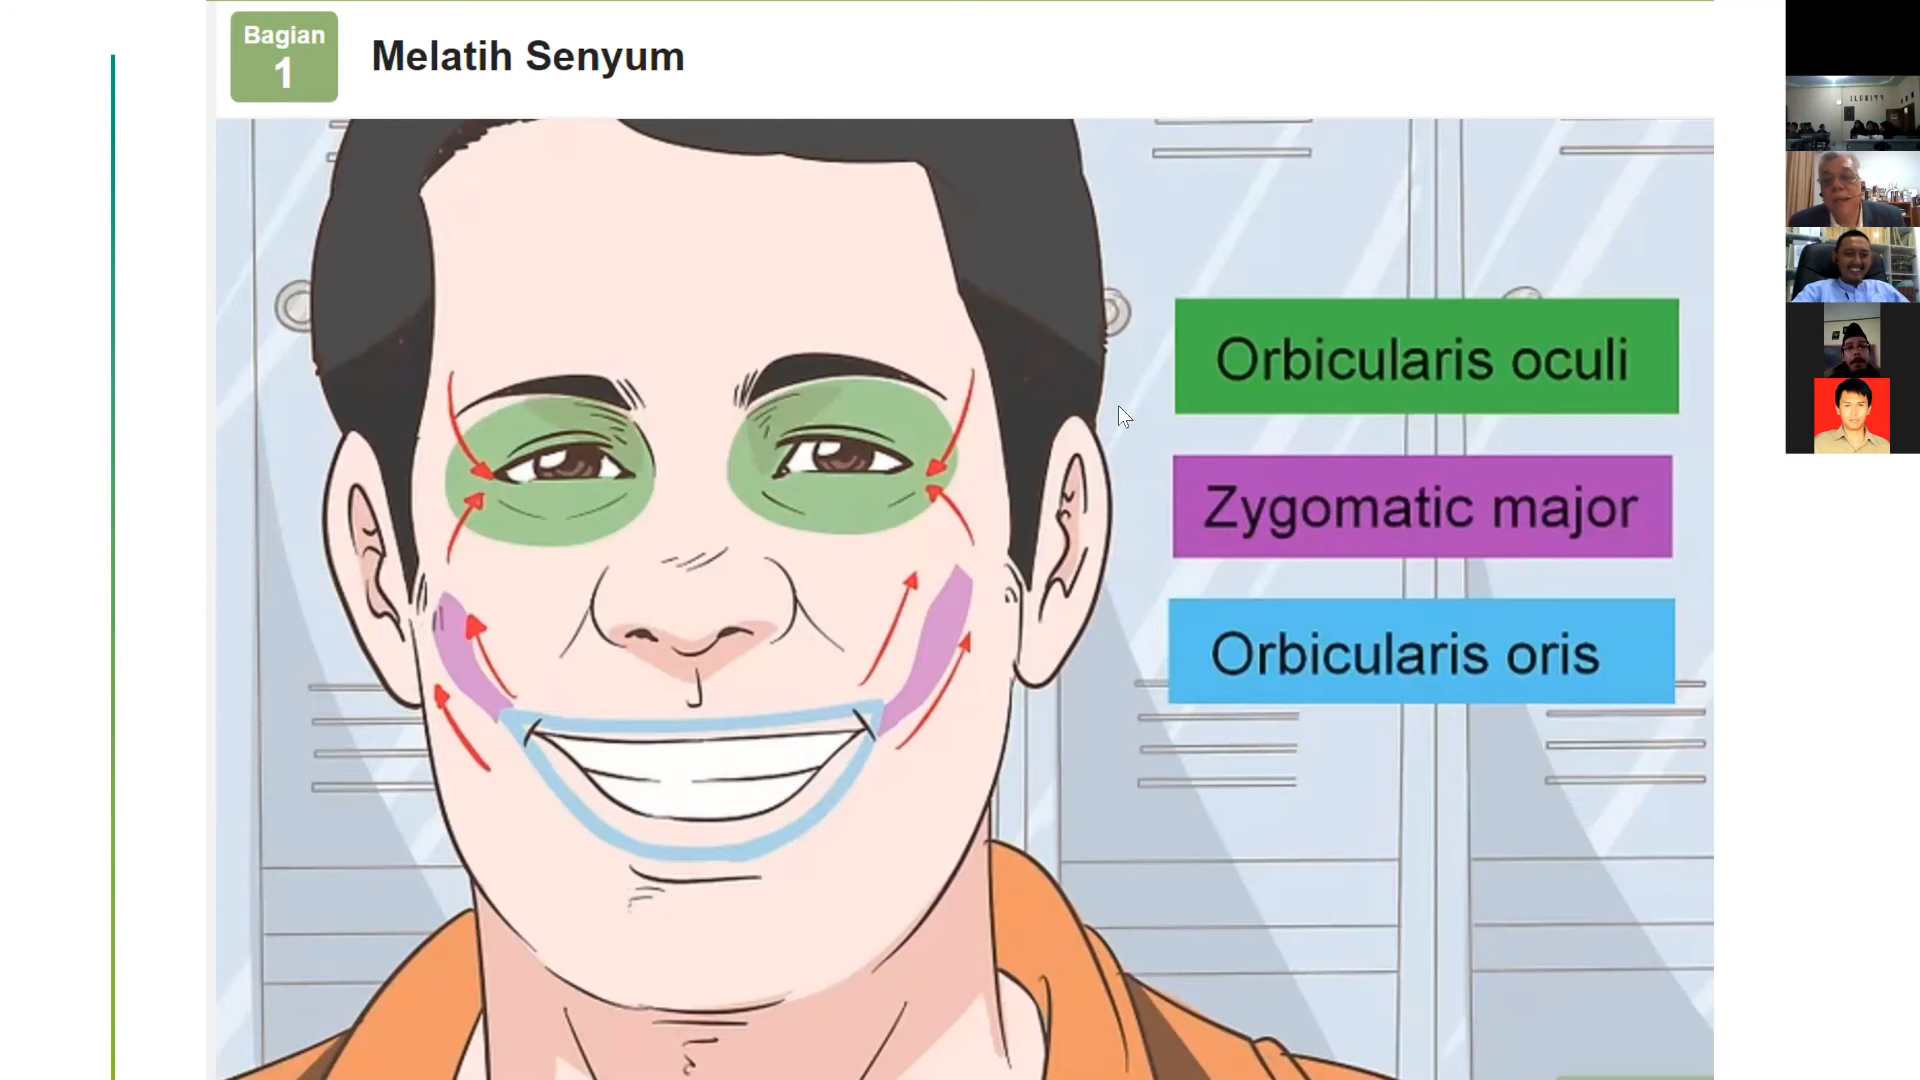 Bagian
1
Melatih Senyum
Orbicularis oculi
Zygomatic major
Orbicularis oris